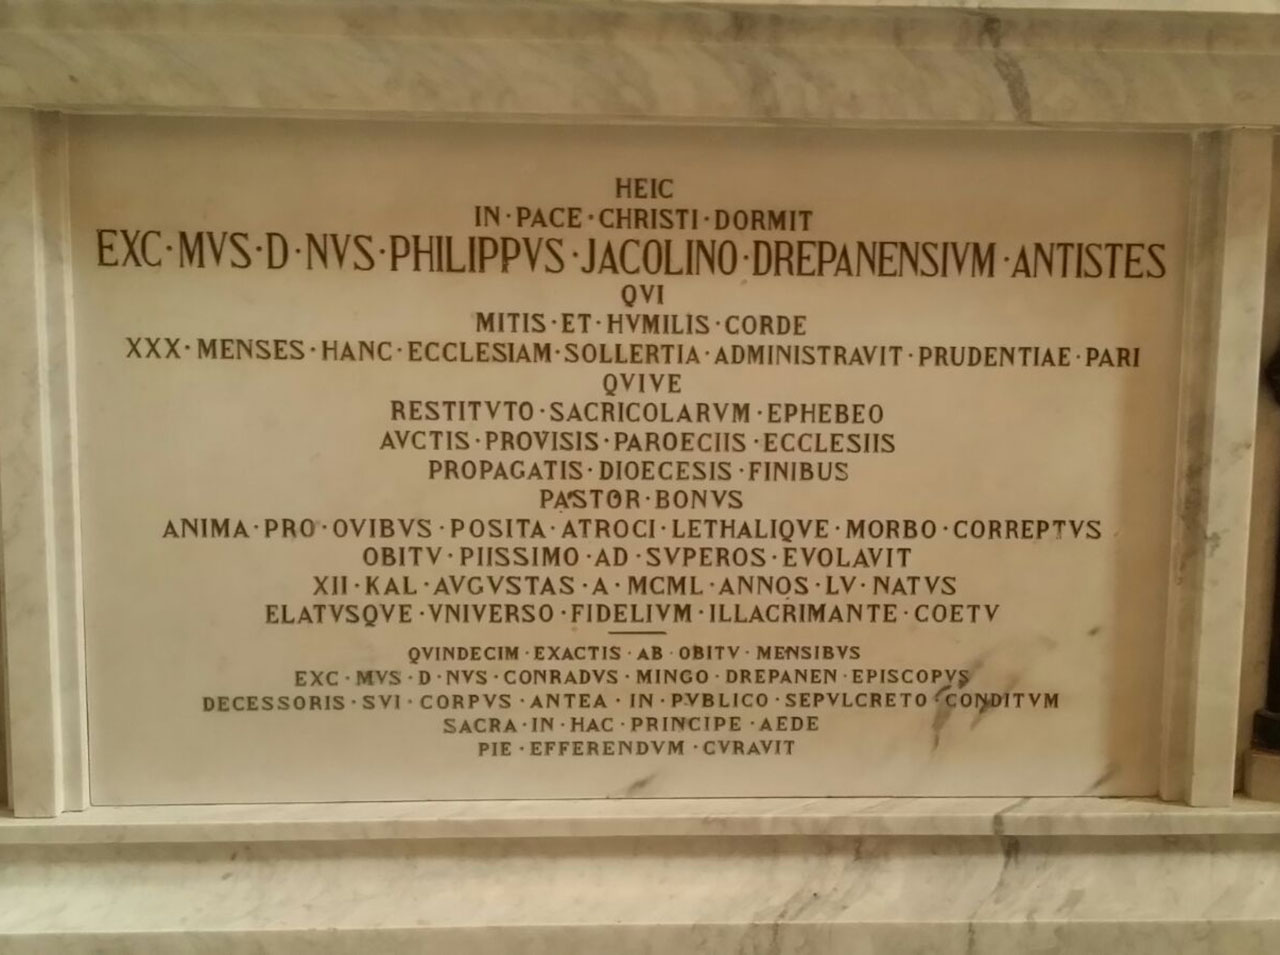 HEIC
IN·PACE·CHRISTI·DORMIT
EXC·MVS·D·NVS·PHILIPPVS·JACOLINO·DREPANENSIVM·ANTISTES
QVI
MITIS·ET·HVMILIS·CORDE
XXX·MENSES·HANC·ECCLESIAM·SOLLERTIA·ADMINISTRAVIT·PRUDENTIAE·PARI
QVIVE
RESTITVTO·SACRICOLARVM·EPHEBEO
AVCTIS·PROVISIS·PAROECIIS·ECCLESIIS
PROPAGATIS·DIOECESIS·FINIBUS
PASTOR·BONVS
ANIMA·PRO·OVIBVS·POSITA·ATROCI·LETHALIQVE·MORBO·CORREPTVS
OBITV·PIISSIMO·AD·SVPEROS·EVOLAVIT
XII·KAL·AVGVSTAS·A·MCML·ANNOS·LV·NATVS
ELATVSQVE·VNIVERSO·FIDELIVM·ILLACRIMANTE·COETV
QVINDECIM·EXACTIS·AB·OBITV·MENSIBVS
EXC·MVS·D·NVS·CONRADVS·MINGO·DREPANEN·EPISCOPVS
DECESSORIS·SVI·CORPVS·ANTEA·IN·PVBLICO·SEPVLCRETO·CONDITVM
SACRA·IN·HAC·PRINCIPE·AEDE
PIE·EFFERENDVM·CVRAVIT